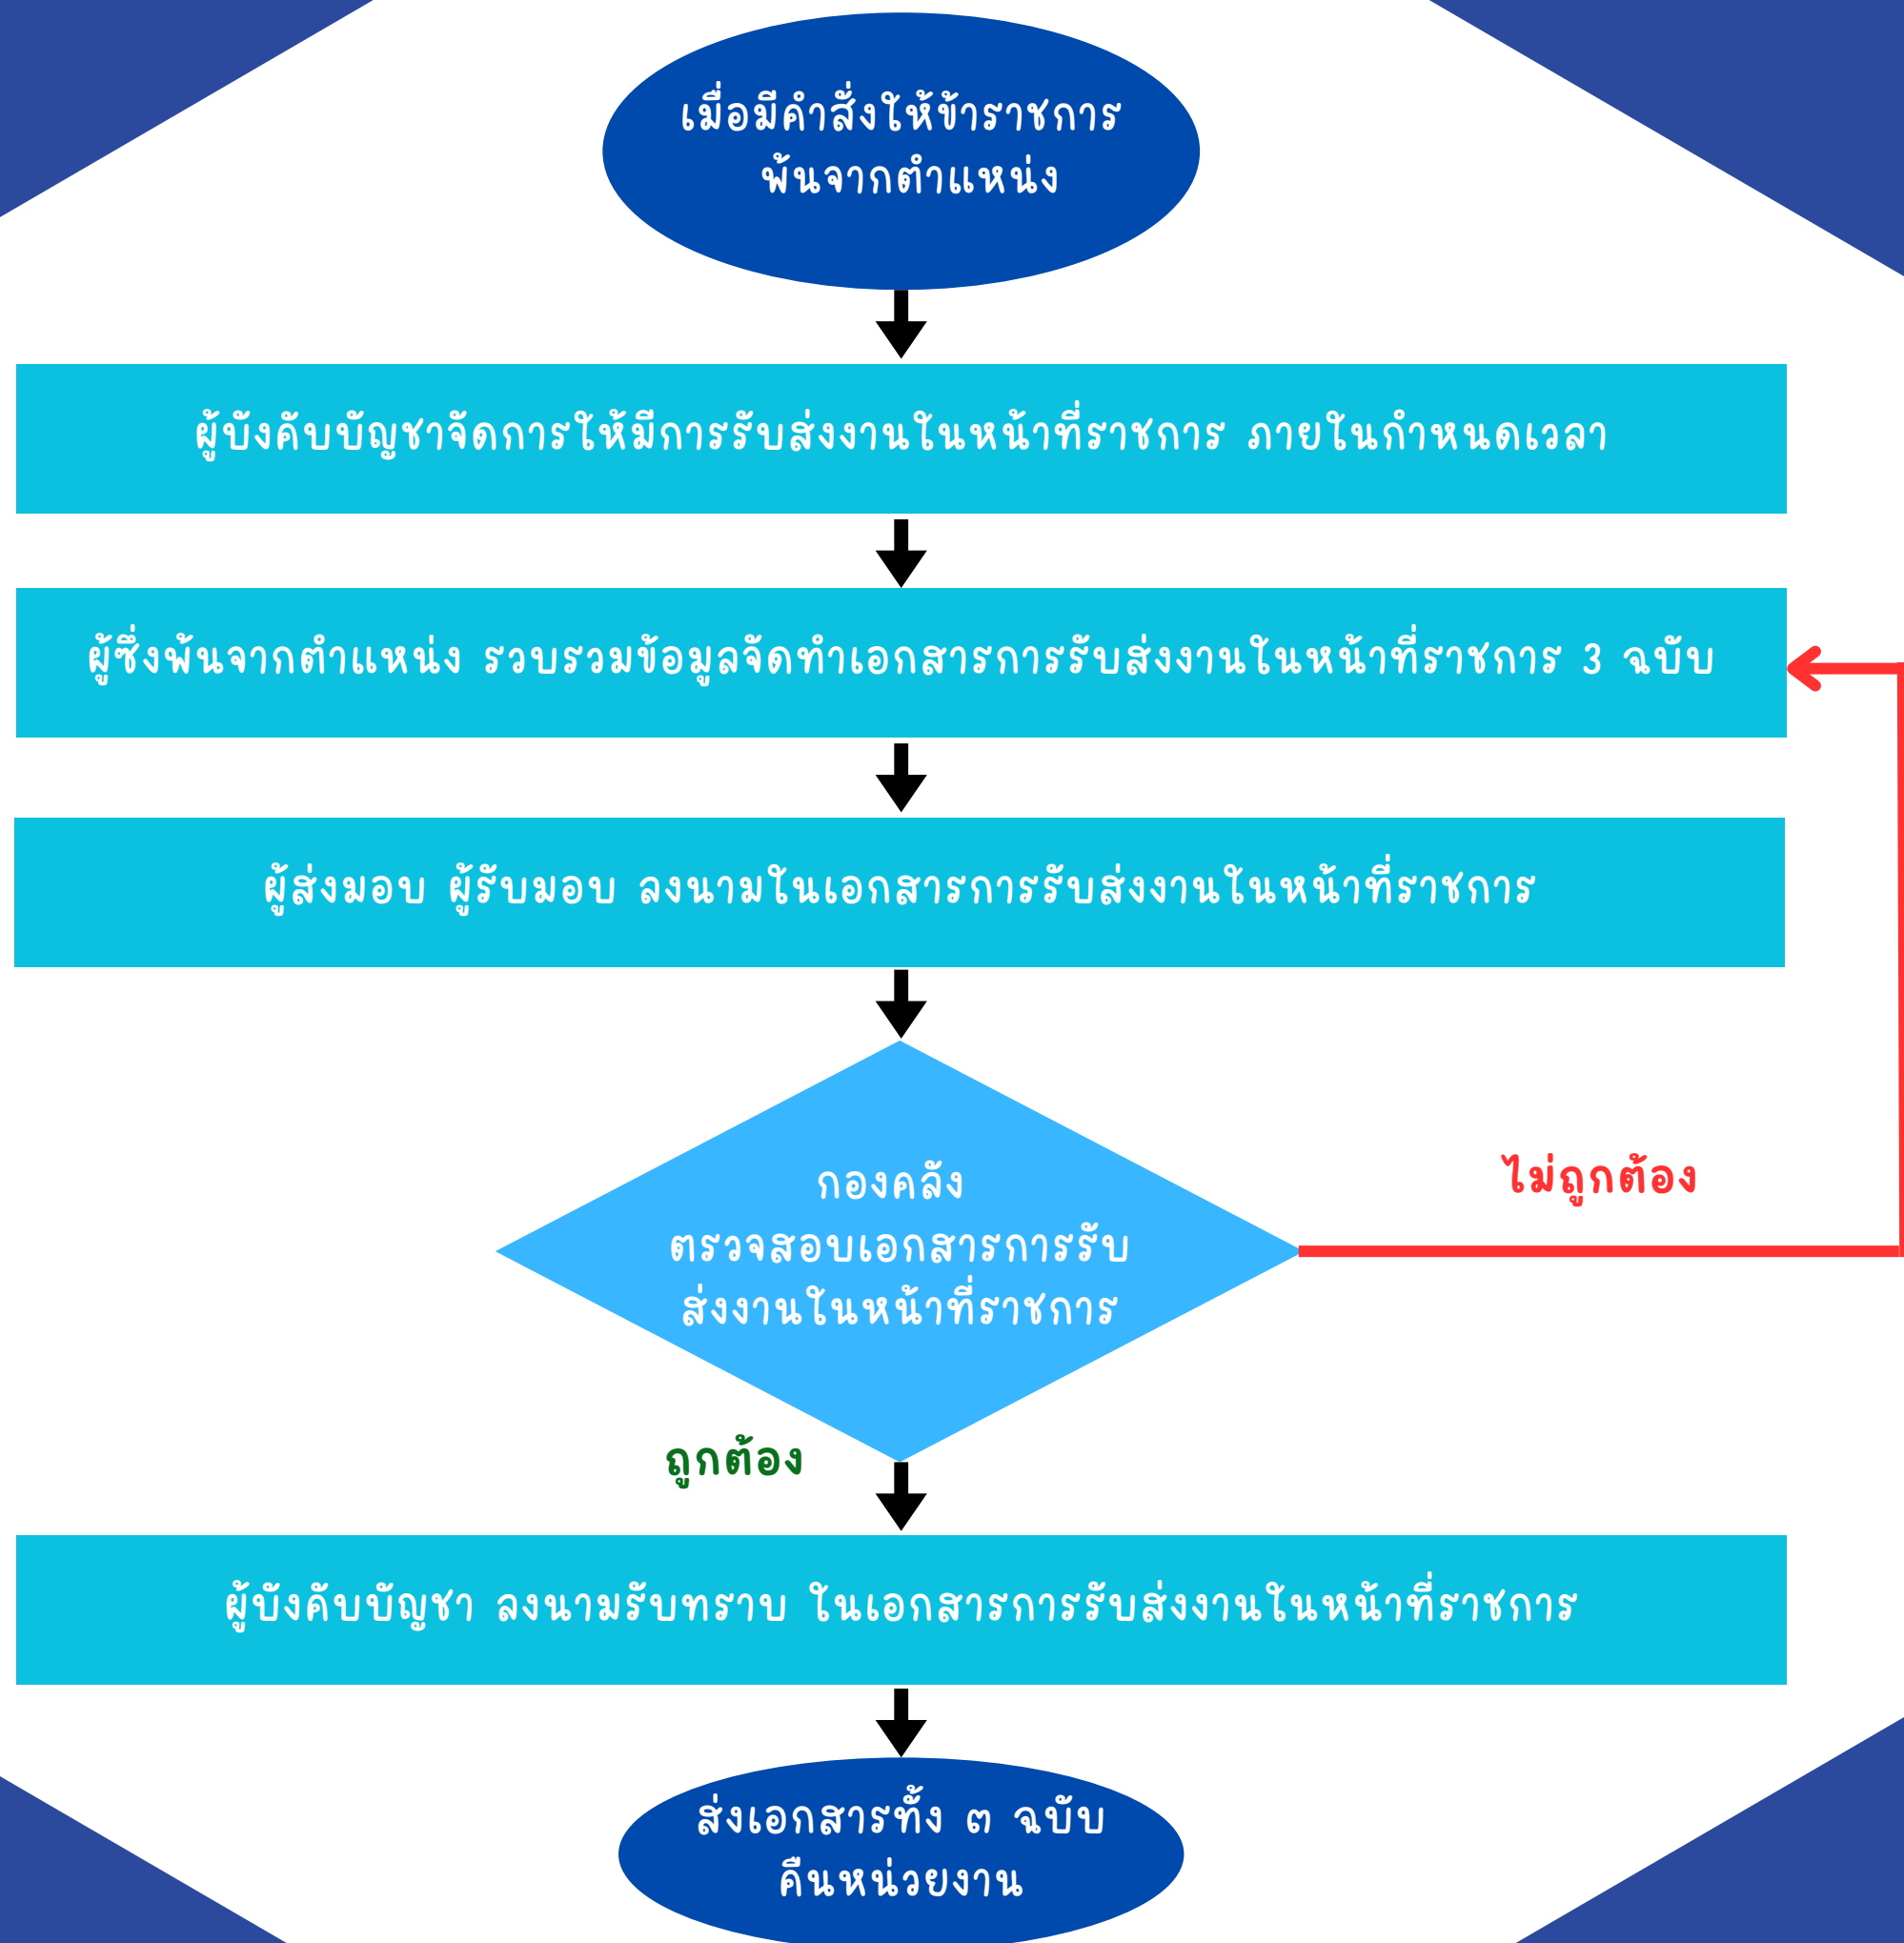 เมื่อมีคำสั่งให้ข้าราชการ
พ้นจากตำแหน่ง
ผู้บังคับบัญชาจัดการให้มีการรับส่งงานในหน้าที่ราชการ ภายในกำหนดเวลา
ผู้ซึ่งพ้นจากตำแหน่ง รวบรวมข้อมูลจัดทำเอกสารการรับส่งงานในหน้าที่ราชการ 3 ฉบับ
ผู้ส่งมอบ ผู้รับมอบ ลงนามในเอกสารการรับส่งงานในหน้าที่ราชการ
กองคลัง
ตรวจสอบเอกสารการรับ
ส่งงานในหน้าที่ราชการ
ไม่ถูกต้อง
ถูกต้อง
ผู้บังคับบัญชา ลงนามรับทราบ ในเอกสารการรับส่งงานในหน้าที่ราชการ
ส่งเอกสารทั้ง ๓ ฉบับ
คืนหน่วยงาน